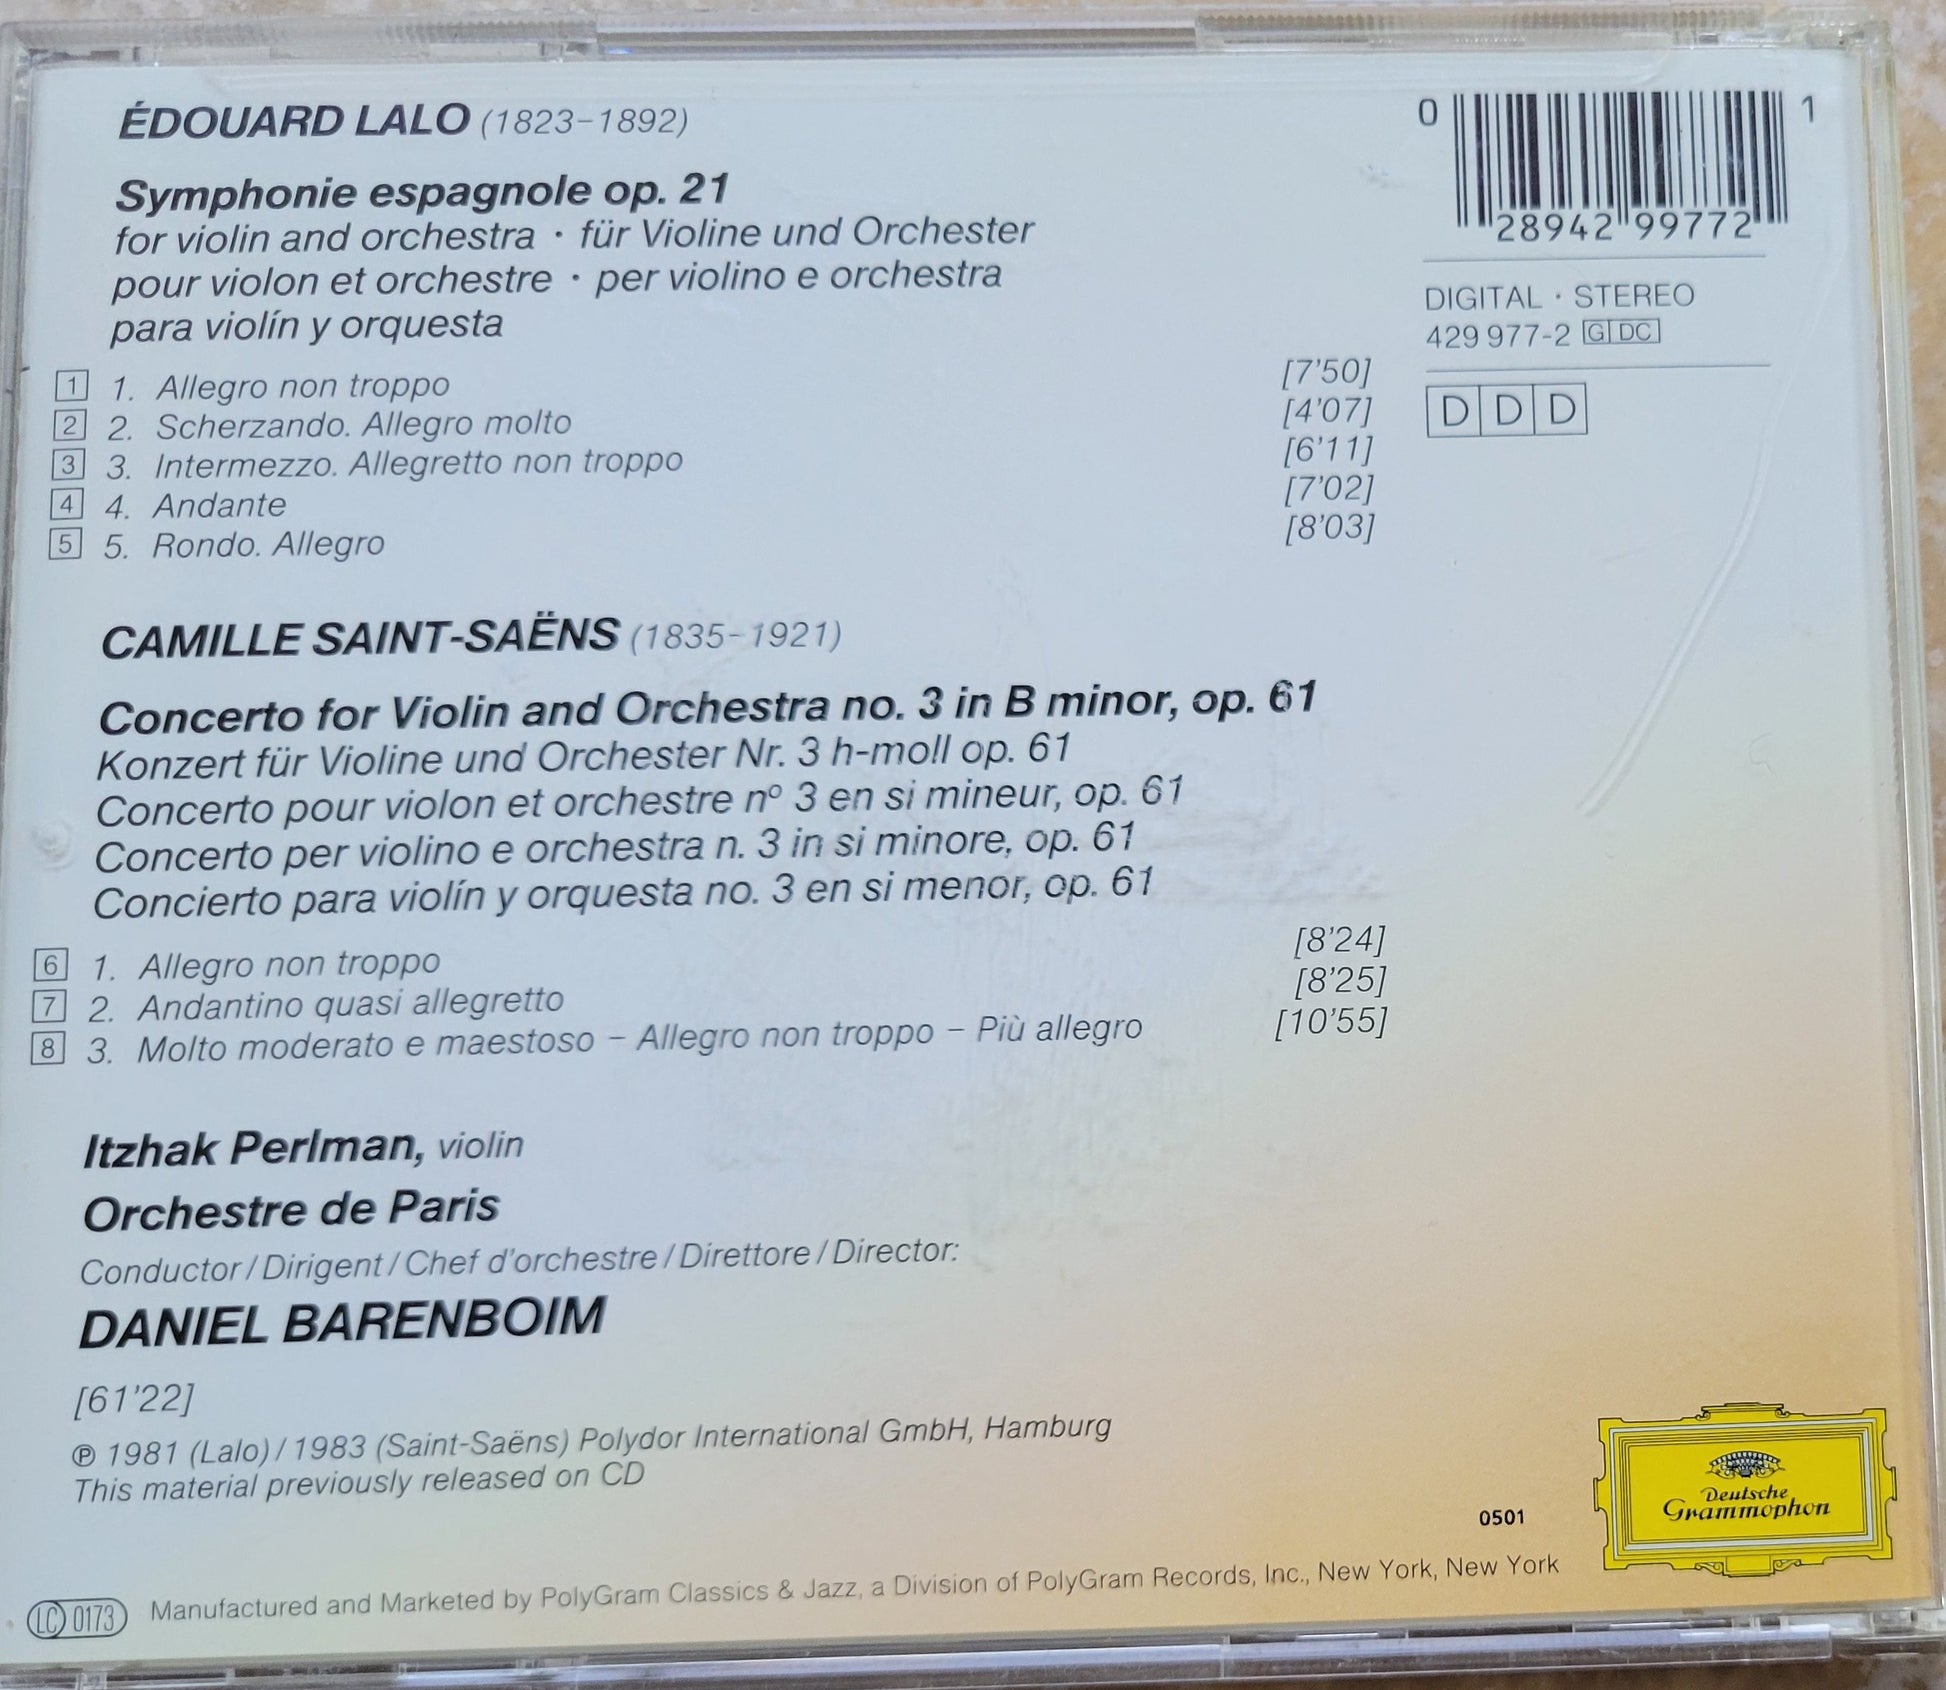 ÉDOUARD LALO (1823–1892)
Symphonie espagnole op. 21
for violin and orchestra · für Violine und Orchester
pour violon et orchestre · per violino e orchestra
para violín y orquesta
1 1. Allegro non troppo [7'50]
2 2. Scherzando. Allegro molto [4'07]
3 3. Intermezzo. Allegretto non troppo [6'11]
4 4. Andante [7'02]
5 5. Rondo. Allegro [8'03]
0 28942 99772 1
DIGITAL · STEREO
429 977-2 G DC
D D D
CAMILLE SAINT-SAËNS (1835–1921)
Concerto for Violin and Orchestra no. 3 in B minor, op. 61
Konzert für Violine und Orchester Nr. 3 h-moll op. 61
Concerto pour violon et orchestre nº 3 en si mineur, op. 61
Concerto per violino e orchestra n. 3 in si minore, op. 61
Concierto para violín y orquesta no. 3 en si menor, op. 61
6 1. Allegro non troppo [8'24]
7 2. Andantino quasi allegretto [8'25]
8 3. Molto moderato e maestoso – Allegro non troppo – Più allegro [10'55]
Itzhak Perlman, violin
Orchestre de Paris
Conductor / Dirigent / Chef d'orchestre / Direttore / Director:
DANIEL BARENBOIM
[61'22]
℗ 1981 (Lalo) / 1983 (Saint-Saëns) Polydor International GmbH, Hamburg
This material previously released on CD
0501
Deutsche
Grammophon
LC 0173 Manufactured and Marketed by PolyGram Classics & Jazz, a Division of PolyGram Records, Inc., New York, New York